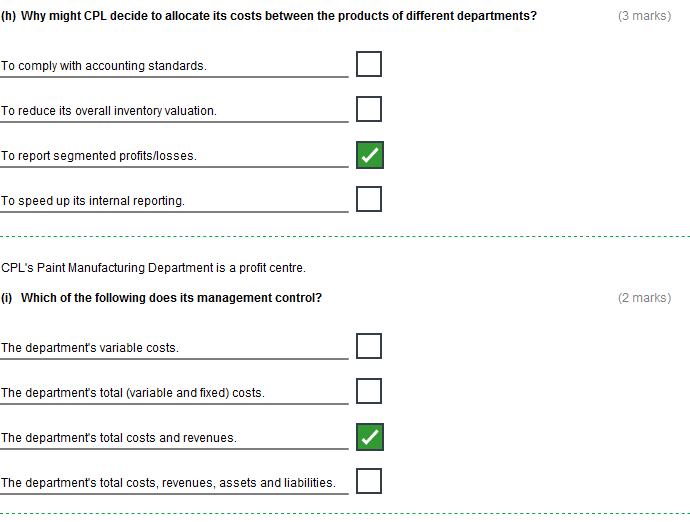 (h) Why might CPL decide to allocate its costs between the products of different departments? (3 marks)
To comply with accounting standards.
To reduce its overall inventory valuation.
To report segmented profits/losses.
To speed up its internal reporting.
CPL's Paint Manufacturing Department is a profit centre.
(i) Which of the following does its management control? (2 marks)
The department's variable costs.
The department's total (variable and fixed) costs.
The department's total costs and revenues.
The department's total costs, revenues, assets and liabilities.